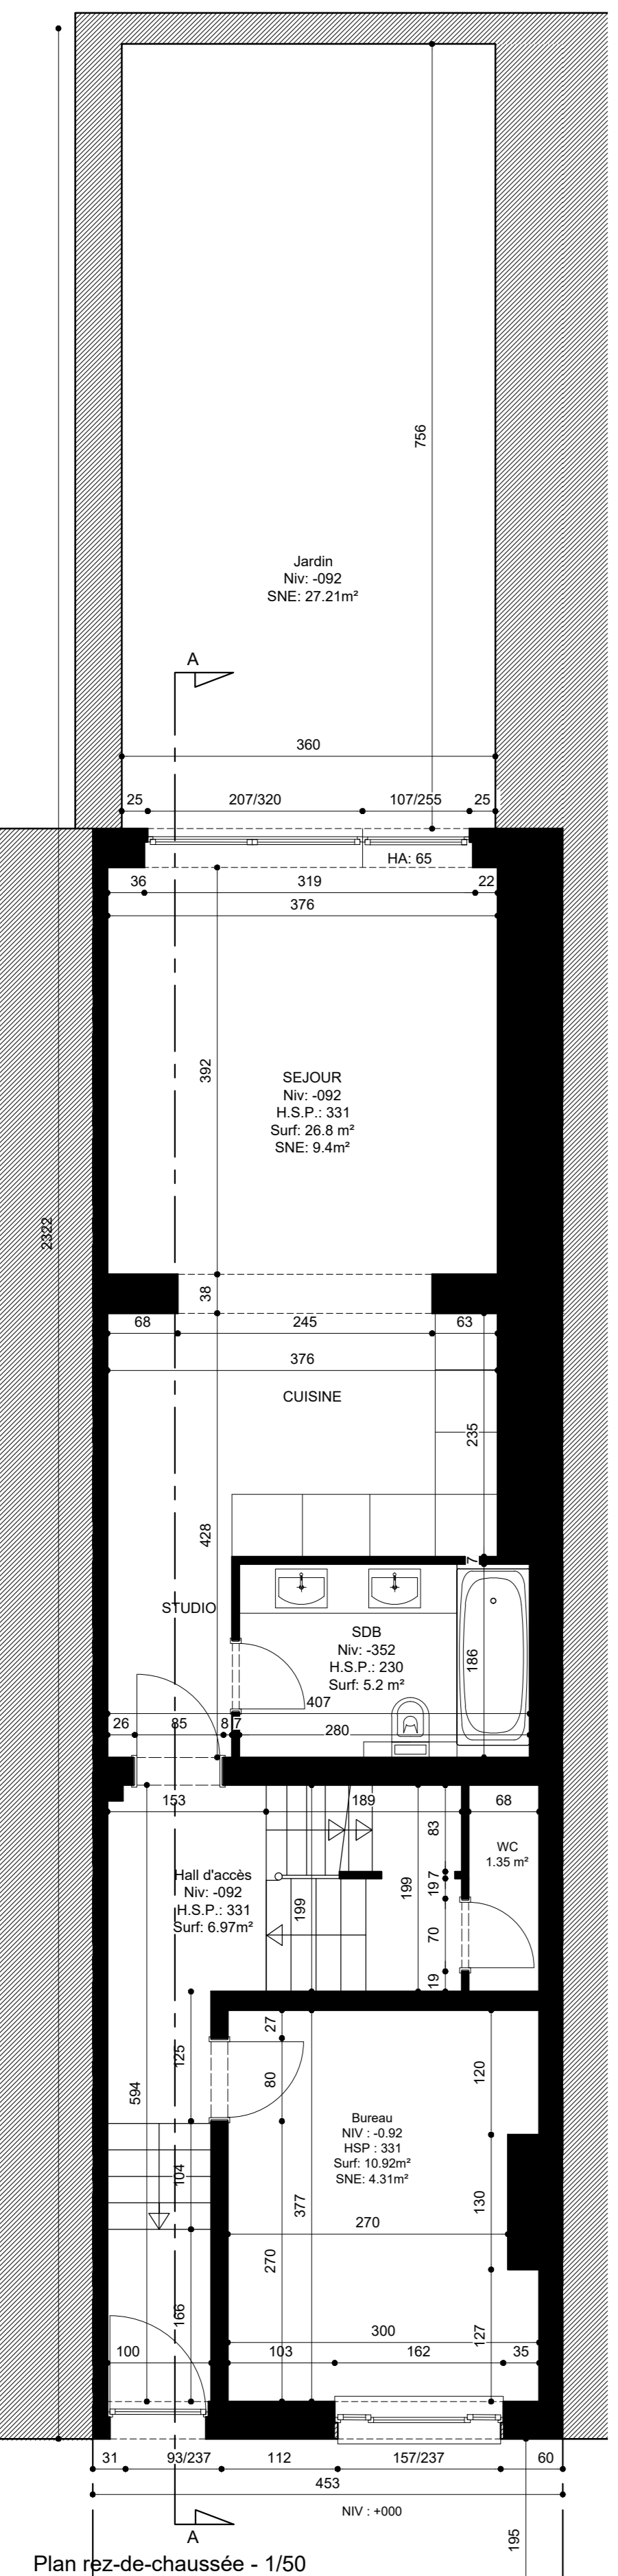 756
Jardin
Niv: -092
SNE: 27.21m²
A
360
25
207/320
107/255
25
HA: 65
36
319
22
376
392
SEJOUR
Niv: -092
H.S.P.: 331
Surf: 26.8 m²
SNE: 9.4m²
2322
38
68
245
63
376
CUISINE
235
428
7
STUDIO
SDB
Niv: -352
H.S.P.: 230
Surf: 5.2 m²
186
407
26
85
8
7
280
153
189
68
83
WC
1.35 m²
Hall d'accès
Niv: -092
H.S.P.: 331
Surf: 6.97m²
7
19
199
199
70
19
27
125
80
120
594
Bureau
NIV : -0.92
HSP : 331
Surf: 10.92m²
SNE: 4.31m²
104
377
130
270
270
166
127
300
100
103
162
35
31
93/237
112
157/237
60
453
NIV : +000
A
195
Plan rez-de-chaussée - 1/50